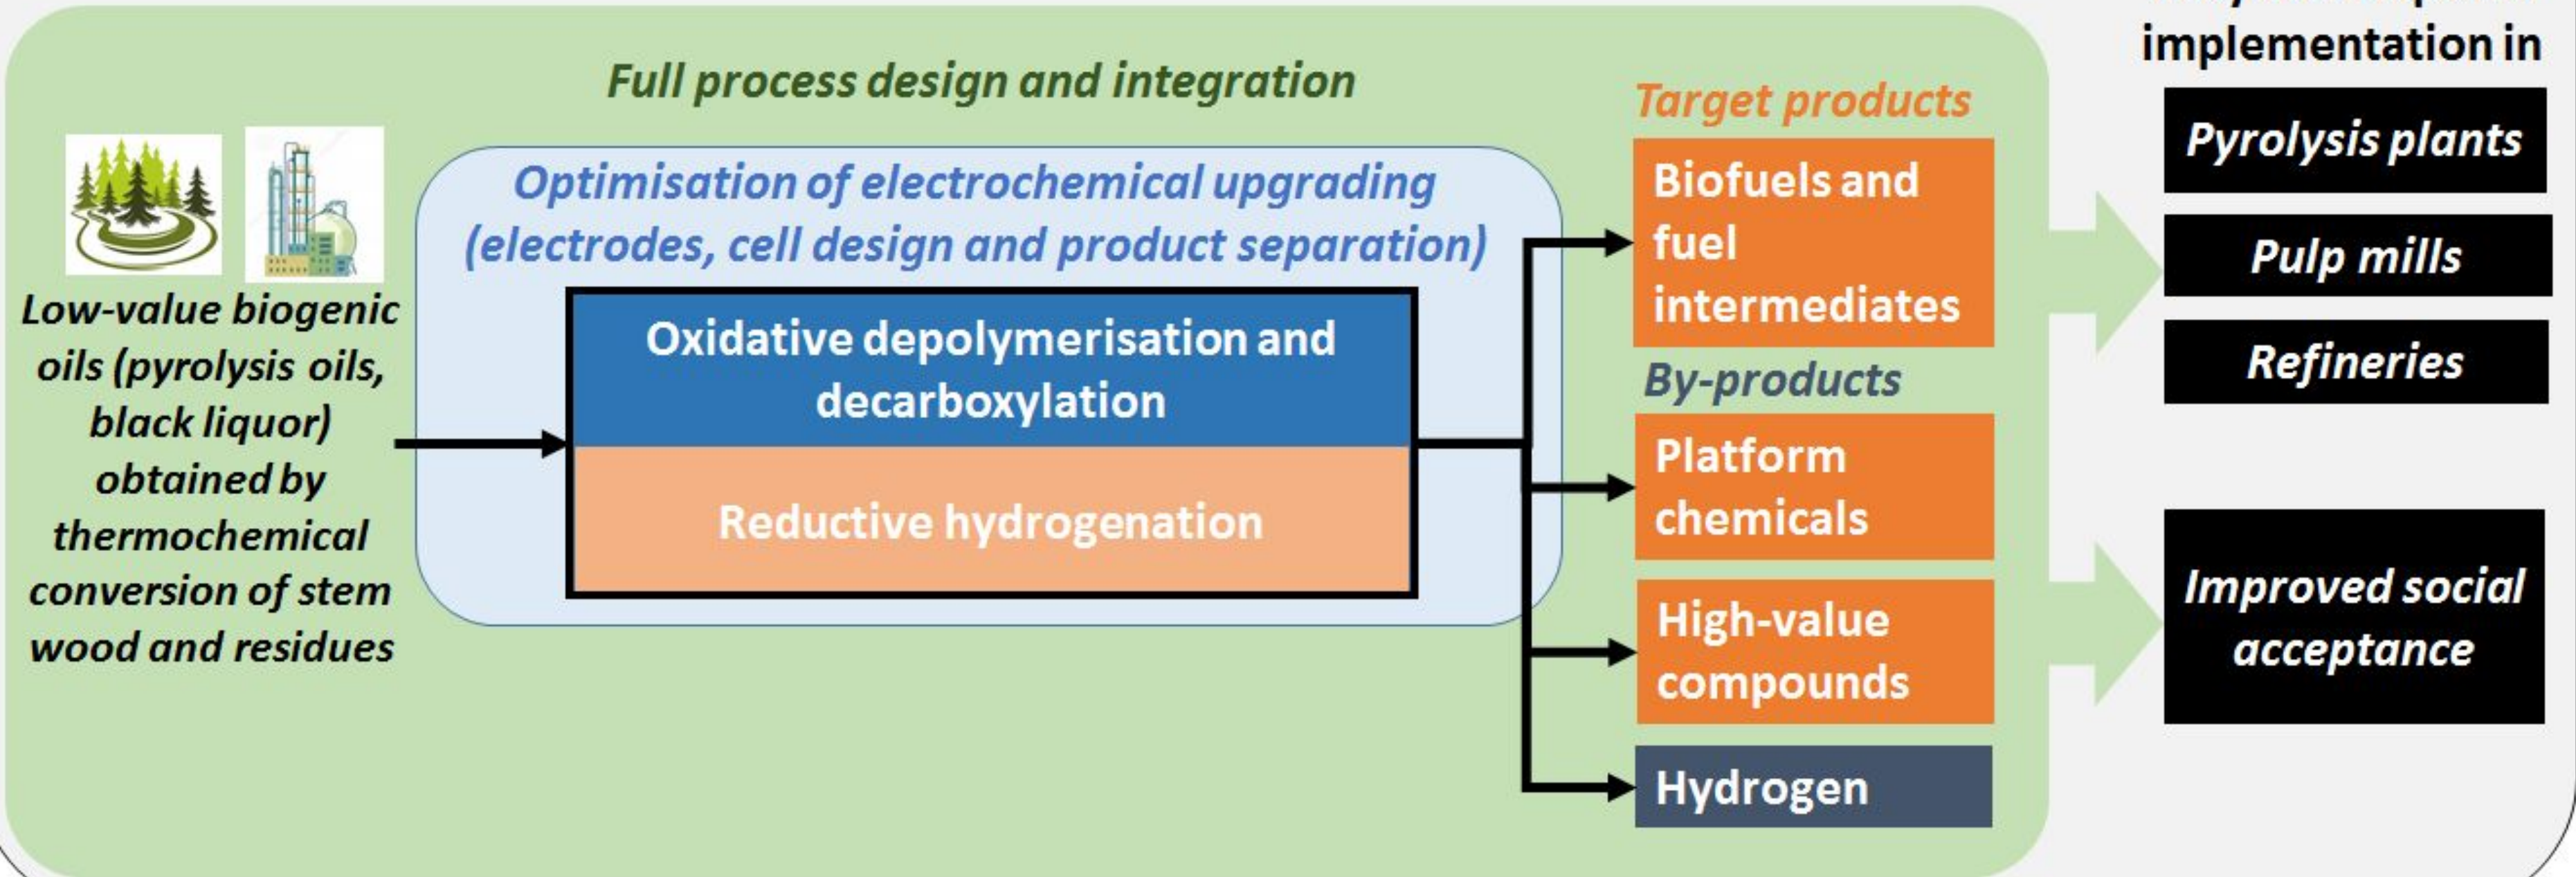 implementation in
Full process design and integration
Low-value biogenic
oils (pyrolysis oils,
black liquor)
obtained by
thermochemical
conversion of stem
wood and residues
Optimisation of electrochemical upgrading
(electrodes, cell design and product separation)
Oxidative depolymerisation and
decarboxylation
Reductive hydrogenation
Target products
Biofuels and
fuel
intermediates
By-products
Platform
chemicals
High-value
compounds
Hydrogen
Pyrolysis plants
Pulp mills
Refineries
Improved social
acceptance